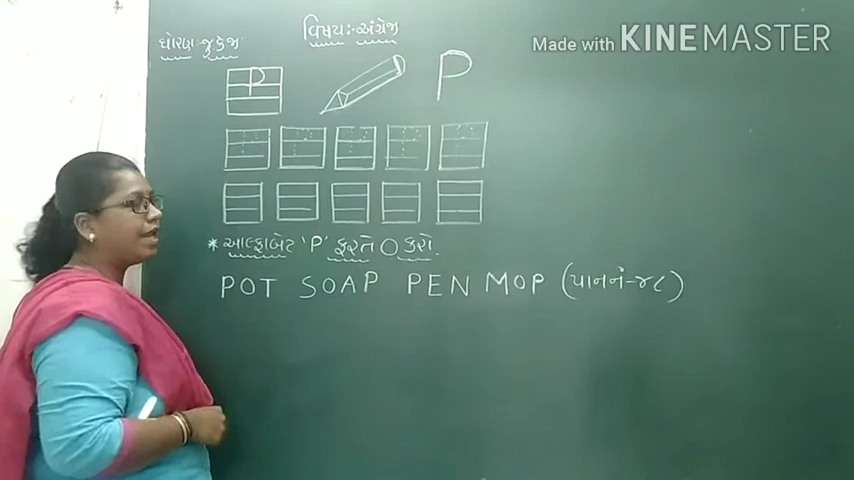 વિષય:-અંગ્રેજી
ધોરણ:-જુકેજી
Made with KINEMASTER
P
P
* આલ્ફાબેટ 'P' ફરતે O કરો.
POT SOAP PEN MOP (પાનનં-૪૮)